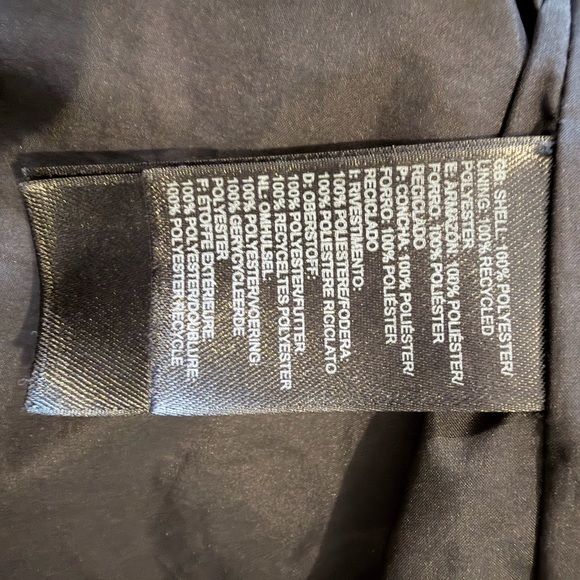 GB: SHELL: 100% POLYESTER/
LINING: 100% RECYCLED
POLYESTER
E: ARMAZÓN: 100% POLIÉSTER/
FORRO: 100% POLIÉSTER
RECICLADO
P: CONCHA: 100% POLIÉSTER/
FORRO: 100% POLIÉSTER
RECICLADO
I: RIVESTIMENTO:
100% POLIESTERE/FODERA:
100% POLIESTERE RICICLATO
D: OBERSTOFF:
100% POLYESTER/FUTTER:
100% RECYCELTES POLYESTER
NL: OMHULSEL:
100% POLYESTER/VOERING:
100% GERYCYCLEERDE
POLYESTER
F: ETOFFE EXTÉRIEURE:
100% POLYESTER/DOUBLURE:
100% POLYESTER RECYCLÉ